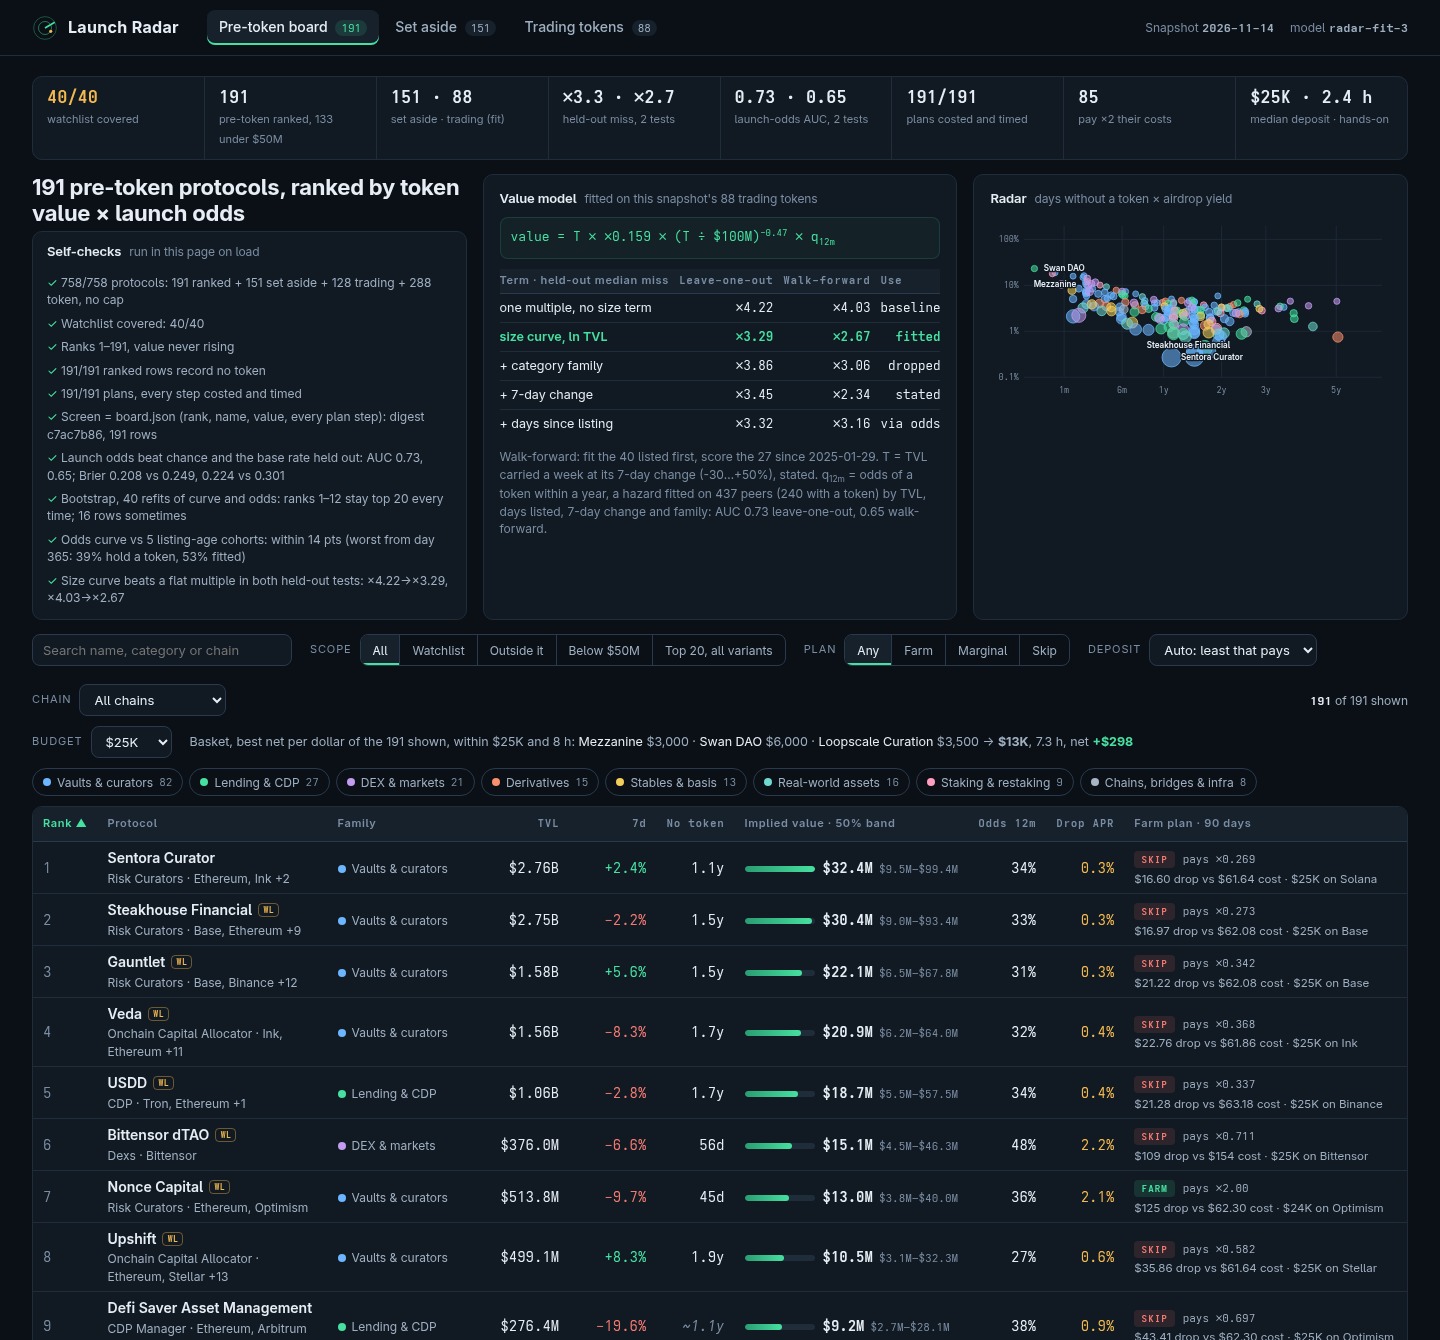 Launch Radar
Pre-token board 191
Set aside 151
Trading tokens 88
Snapshot 2026-11-14 model radar-fit-3
40/40
watchlist covered
191
pre-token ranked, 133
under $50M
151 · 88
set aside · trading (fit)
×3.3 · ×2.7
held-out miss, 2 tests
0.73 · 0.65
launch-odds AUC, 2 tests
191/191
plans costed and timed
85
pay ×2 their costs
$25K · 2.4 h
median deposit · hands-on
191 pre-token protocols, ranked by token
value × launch odds
Self-checks run in this page on load
✓ 758/758 protocols: 191 ranked + 151 set aside + 128 trading + 288
token, no cap
✓ Watchlist covered: 40/40
✓ Ranks 1–191, value never rising
✓ 191/191 ranked rows record no token
✓ 191/191 plans, every step costed and timed
✓ Screen = board.json (rank, name, value, every plan step): digest
c7ac7b86, 191 rows
✓ Launch odds beat chance and the base rate held out: AUC 0.73,
0.65; Brier 0.208 vs 0.249, 0.224 vs 0.301
✓ Bootstrap, 40 refits of curve and odds: ranks 1–12 stay top 20 every
time; 16 rows sometimes
✓ Odds curve vs 5 listing-age cohorts: within 14 pts (worst from day
365: 39% hold a token, 53% fitted)
✓ Size curve beats a flat multiple in both held-out tests: ×4.22→×3.29,
×4.03→×2.67
Value model fitted on this snapshot's 88 trading tokens
value = T × ×0.159 × (T ÷ $100M)−0.47 × q12m
Term · held-out median miss Leave-one-out Walk-forward Use
one multiple, no size term ×4.22 ×4.03 baseline
size curve, ln TVL ×3.29 ×2.67 fitted
+ category family ×3.86 ×3.06 dropped
+ 7-day change ×3.45 ×2.34 stated
+ days since listing ×3.32 ×3.16 via odds
Walk-forward: fit the 40 listed first, score the 27 since 2025-01-29. T = TVL
carried a week at its 7-day change (-30…+50%), stated. q12m = odds of a
token within a year, a hazard fitted on 437 peers (240 with a token) by TVL,
days listed, 7-day change and family: AUC 0.73 leave-one-out, 0.65 walk-
forward.
Radar days without a token × airdrop yield
100%
10%
1%
0.1%
Swan DAO
Mezzanine
Steakhouse Financial
Sentora Curator
1m 6m 1y 2y 3y 5y
Search name, category or chain
SCOPE All Watchlist Outside it Below $50M Top 20, all variants
PLAN Any Farm Marginal Skip
DEPOSIT Auto: least that pays
CHAIN All chains
191 of 191 shown
BUDGET $25K Basket, best net per dollar of the 191 shown, within $25K and 8 h: Mezzanine $3,000 · Swan DAO $6,000 · Loopscale Curation $3,500 → $13K, 7.3 h, net +$298
Vaults & curators 82 Lending & CDP 27 DEX & markets 21 Derivatives 15 Stables & basis 13 Real-world assets 16 Staking & restaking 9 Chains, bridges & infra 8
Rank ▲ Protocol Family TVL 7d No token Implied value · 50% band Odds 12m Drop APR Farm plan · 90 days
1 Sentora Curator Vaults & curators $2.76B +2.4% 1.1y $32.4M $9.5M–$99.4M 34% 0.3% SKIP pays ×0.269
Risk Curators · Ethereum, Ink +2 $16.60 drop vs $61.64 cost · $25K on Solana
2 Steakhouse Financial WL Vaults & curators $2.75B −2.2% 1.5y $30.4M $9.0M–$93.4M 33% 0.3% SKIP pays ×0.273
Risk Curators · Base, Ethereum +9 $16.97 drop vs $62.08 cost · $25K on Base
3 Gauntlet WL Vaults & curators $1.58B +5.6% 1.5y $22.1M $6.5M–$67.8M 31% 0.3% SKIP pays ×0.342
Risk Curators · Base, Binance +12 $21.22 drop vs $62.08 cost · $25K on Base
4 Veda WL Vaults & curators $1.56B −8.3% 1.7y $20.9M $6.2M–$64.0M 32% 0.4% SKIP pays ×0.368
Onchain Capital Allocator · Ink, $22.76 drop vs $61.86 cost · $25K on Ink
Ethereum +11
5 USDD WL Lending & CDP $1.06B −2.8% 1.7y $18.7M $5.5M–$57.5M 34% 0.4% SKIP pays ×0.337
CDP · Tron, Ethereum +1 $21.28 drop vs $63.18 cost · $25K on Binance
6 Bittensor dTAO WL DEX & markets $376.0M −6.6% 56d $15.1M $4.5M–$46.3M 48% 2.2% SKIP pays ×0.711
Dexs · Bittensor $109 drop vs $154 cost · $25K on Bittensor
7 Nonce Capital WL Vaults & curators $513.8M −9.7% 45d $13.0M $3.8M–$40.0M 36% 2.1% FARM pays ×2.00
Risk Curators · Ethereum, Optimism $125 drop vs $62.30 cost · $24K on Optimism
8 Upshift WL Vaults & curators $499.1M +8.3% 1.9y $10.5M $3.1M–$32.3M 27% 0.6% SKIP pays ×0.582
Onchain Capital Allocator · $35.86 drop vs $61.64 cost · $25K on Stellar
Ethereum, Stellar +13
9 Defi Saver Asset Management Lending & CDP $276.4M −19.6% ~1.1y $9.2M $2.7M–$28.1M 38% 0.9% SKIP pays ×0.697
CDP Manager · Ethereum, Arbitrum $43.41 drop vs $62.30 cost · $25K on Optimism